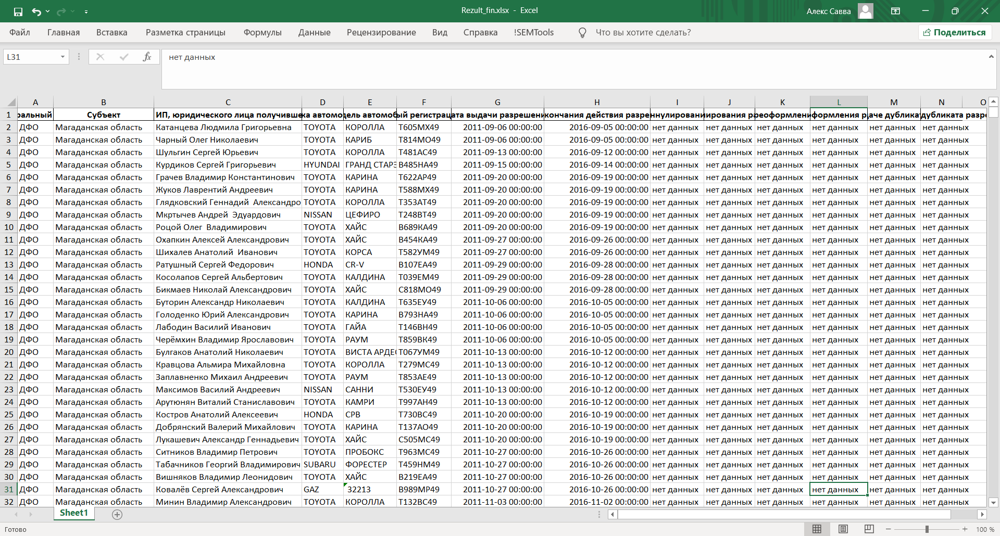 Rezult_fin.xlsx - Excel
Алекс Савва
Файл Главная Вставка Разметка страницы Формулы Данные Рецензирование Вид Справка !SEMTools Что вы хотите сделать? Поделиться
L31 fx нет данных
A B C D E F G H I J K L M N O
1 ральный Субъект ИП, юридического лица получивше ка автомо дель автомоб ый регистрац ата выдачи разрешени кончания действия разре ннулировани ирования ра реоформлени формления р аче дубликат дубликата разре
2 ДФО Магаданская область Катанцева Людмила Григорьевна TOYOTA КОРОЛЛА Т605МХ49 2011-09-06 00:00:00 2016-09-05 00:00:00 нет данных нет данных нет данных нет данных нет данных нет данных
3 ДФО Магаданская область Чарный Олег Николаевич TOYOTA КАРИБ Т814МО49 2011-09-06 00:00:00 2016-09-05 00:00:00 нет данных нет данных нет данных нет данных нет данных нет данных
4 ДФО Магаданская область Шульгин Сергей Юрьевич TOYOTA КОРОЛЛА Т481АС49 2011-09-13 00:00:00 2016-09-12 00:00:00 нет данных нет данных нет данных нет данных нет данных нет данных
5 ДФО Магаданская область Курдиков Сергей Григорьевич HYUNDAI ГРАНД СТАРЭ В485НА49 2011-09-15 00:00:00 2016-09-14 00:00:00 нет данных нет данных нет данных нет данных нет данных нет данных
6 ДФО Магаданская область Грачев Владимир Константинович TOYOTA КАРИНА Т622АР49 2011-09-20 00:00:00 2016-09-19 00:00:00 нет данных нет данных нет данных нет данных нет данных нет данных
7 ДФО Магаданская область Жуков Лаврентий Андреевич TOYOTA КАРИНА Т588МХ49 2011-09-20 00:00:00 2016-09-19 00:00:00 нет данных нет данных нет данных нет данных нет данных нет данных
8 ДФО Магаданская область Глядковский Геннадий Александро TOYOTA КОРОЛЛА Т353АТ49 2011-09-20 00:00:00 2016-09-19 00:00:00 нет данных нет данных нет данных нет данных нет данных нет данных
9 ДФО Магаданская область Мкртычев Андрей Эдуардович NISSAN ЦЕФИРО Т248ВТ49 2011-09-20 00:00:00 2016-09-19 00:00:00 нет данных нет данных нет данных нет данных нет данных нет данных
10 ДФО Магаданская область Роцой Олег Владимирович TOYOTA ХАЙС В689КА49 2011-09-20 00:00:00 2016-09-19 00:00:00 нет данных нет данных нет данных нет данных нет данных нет данных
11 ДФО Магаданская область Охапкин Алексей Александрович TOYOTA ХАЙС В454КА49 2011-09-27 00:00:00 2016-09-26 00:00:00 нет данных нет данных нет данных нет данных нет данных нет данных
12 ДФО Магаданская область Шихалев Анатолий Иванович TOYOTA КОРСА Т582УМ49 2011-09-27 00:00:00 2016-09-26 00:00:00 нет данных нет данных нет данных нет данных нет данных нет данных
13 ДФО Магаданская область Ратушный Сергей Федорович HONDA CR-V В107ЕА49 2011-09-29 00:00:00 2016-09-28 00:00:00 нет данных нет данных нет данных нет данных нет данных нет данных
14 ДФО Магаданская область Косолапов Сергей Альбертович TOYOTA КАЛДИНА Т039ЕМ49 2011-09-29 00:00:00 2016-09-28 00:00:00 нет данных нет данных нет данных нет данных нет данных нет данных
15 ДФО Магаданская область Бикмаев Николай Александрович TOYOTA ХАЙС С818МО49 2011-09-29 00:00:00 2016-09-28 00:00:00 нет данных нет данных нет данных нет данных нет данных нет данных
16 ДФО Магаданская область Буторин Александр Николаевич TOYOTA КАЛДИНА Т635ЕУ49 2011-10-06 00:00:00 2016-10-05 00:00:00 нет данных нет данных нет данных нет данных нет данных нет данных
17 ДФО Магаданская область Голоденко Юрий Александрович TOYOTA КАРИНА В793НА49 2011-10-06 00:00:00 2016-10-05 00:00:00 нет данных нет данных нет данных нет данных нет данных нет данных
18 ДФО Магаданская область Лабодин Василий Иванович TOYOTA ГАЙА Т146ВН49 2011-10-06 00:00:00 2016-10-05 00:00:00 нет данных нет данных нет данных нет данных нет данных нет данных
19 ДФО Магаданская область Черёмхин Владимир Ярославович TOYOTA РАУМ Т859ВК49 2011-10-06 00:00:00 2016-10-05 00:00:00 нет данных нет данных нет данных нет данных нет данных нет данных
20 ДФО Магаданская область Булгаков Анатолий Николаевич TOYOTA ВИСТА АРДЕО Т067УМ49 2011-10-13 00:00:00 2016-10-12 00:00:00 нет данных нет данных нет данных нет данных нет данных нет данных
21 ДФО Магаданская область Кравцова Альмира Михайловна TOYOTA КОРОЛЛА Т279МС49 2011-10-13 00:00:00 2016-10-12 00:00:00 нет данных нет данных нет данных нет данных нет данных нет данных
22 ДФО Магаданская область Заплавненко Михаил Андреевич TOYOTA РАУМ Т853АЕ49 2011-10-13 00:00:00 2016-10-12 00:00:00 нет данных нет данных нет данных нет данных нет данных нет данных
23 ДФО Магаданская область Максимов Василий Андреевич NISSAN САННИ Т530ЕУ49 2011-10-13 00:00:00 2016-10-12 00:00:00 нет данных нет данных нет данных нет данных нет данных нет данных
24 ДФО Магаданская область Арутюнян Виталий Станиславович TOYOTA КАМРИ Т997АН49 2011-10-13 00:00:00 2016-10-12 00:00:00 нет данных нет данных нет данных нет данных нет данных нет данных
25 ДФО Магаданская область Костров Анатолий Алексеевич HONDA СРВ Т730ВС49 2011-10-20 00:00:00 2016-10-19 00:00:00 нет данных нет данных нет данных нет данных нет данных нет данных
26 ДФО Магаданская область Добрянский Валерий Михайлович TOYOTA КАРИНА Т137АО49 2011-10-20 00:00:00 2016-10-19 00:00:00 нет данных нет данных нет данных нет данных нет данных нет данных
27 ДФО Магаданская область Лукашевич Александр Геннадьевич TOYOTA ХАЙС С505МС49 2011-10-20 00:00:00 2016-10-19 00:00:00 нет данных нет данных нет данных нет данных нет данных нет данных
28 ДФО Магаданская область Ситников Владимир Петрович TOYOTA ПРОБОКС Т963МС49 2011-10-27 00:00:00 2016-10-26 00:00:00 нет данных нет данных нет данных нет данных нет данных нет данных
29 ДФО Магаданская область Табачников Георгий Владимирович SUBARU ФОРЕСТЕР Т459НМ49 2011-10-27 00:00:00 2016-10-26 00:00:00 нет данных нет данных нет данных нет данных нет данных нет данных
30 ДФО Магаданская область Вишняков Владимир Леонидович TOYOTA ХАЙС В219ЕА49 2011-10-27 00:00:00 2016-10-26 00:00:00 нет данных нет данных нет данных нет данных нет данных нет данных
31 ДФО Магаданская область Ковалёв Сергей Александрович GAZ 32213 В989МР49 2011-10-27 00:00:00 2016-10-26 00:00:00 нет данных нет данных нет данных нет данных нет данных нет данных
32 ДФО Магаданская область Минин Владимир Александрович TOYOTA КОРОЛЛА Т132ВС49 2011-11-03 00:00:00 2016-11-02 00:00:00 нет данных нет данных нет данных нет данных нет данных нет данных
Sheet1
Готово 100 %